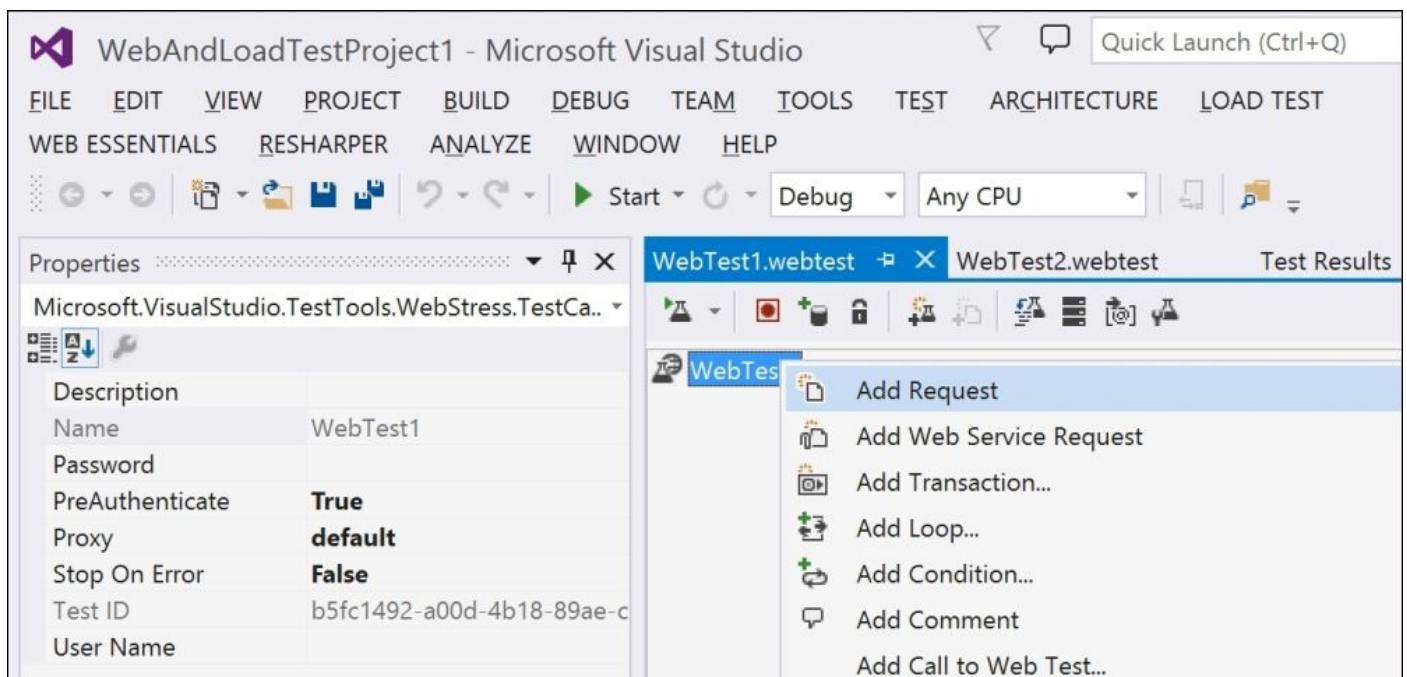 WebAndLoadTestProject1 - Microsoft Visual Studio
Quick Launch (Ctrl+Q)
FILE EDIT VIEW PROJECT BUILD DEBUG TEAM TOOLS TEST ARCHITECTURE LOAD TEST
WEB ESSENTIALS RESHARPER ANALYZE WINDOW HELP
Start Debug Any CPU
Properties
Microsoft.VisualStudio.TestTools.WebStress.TestCa..
Description
Name WebTest1
Password
PreAuthenticate True
Proxy default
Stop On Error False
Test ID b5fc1492-a00d-4b18-89ae-c
User Name
WebTest1.webtest WebTest2.webtest Test Results
WebTes
Add Request
Add Web Service Request
Add Transaction...
Add Loop...
Add Condition...
Add Comment
Add Call to Web Test...